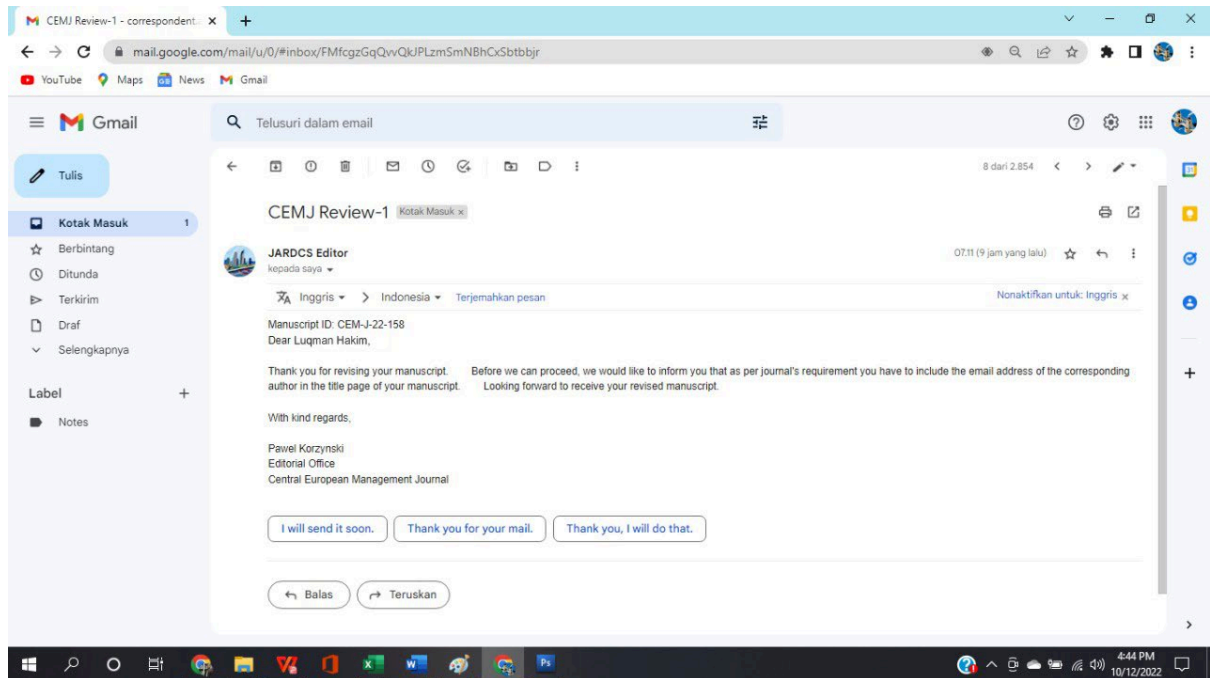 CEMJ Review-1 - correspondent
mail.google.com/mail/u/0/#inbox/FMfcgzGqQvvQkJPLzmSmNBhCxSbtbbjr
YouTube Maps News Gmail
Gmail
Telusuri dalam email
Tulis
8 dari 2.854
Kotak Masuk 1
Berbintang
Ditunda
Terkirim
Draf
Selengkapnya
Label +
Notes
CEMJ Review-1 Kotak Masuk x
JARDCS Editor
07.11 (9 jam yang lalu)
kepada saya
Inggris > Indonesia Terjemahkan pesan
Nonaktifkan untuk: Inggris x
Manuscript ID: CEM-J-22-158
Dear Luqman Hakim,
Thank you for revising your manuscript. Before we can proceed, we would like to inform you that as per journal's requirement you have to include the email address of the corresponding
author in the title page of your manuscript. Looking forward to receive your revised manuscript.
With kind regards,
Pawel Korzynski
Editorial Office
Central European Management Journal
I will send it soon.
Thank you for your mail.
Thank you, I will do that.
Balas
Teruskan
Ps
4:44 PM
10/12/2022